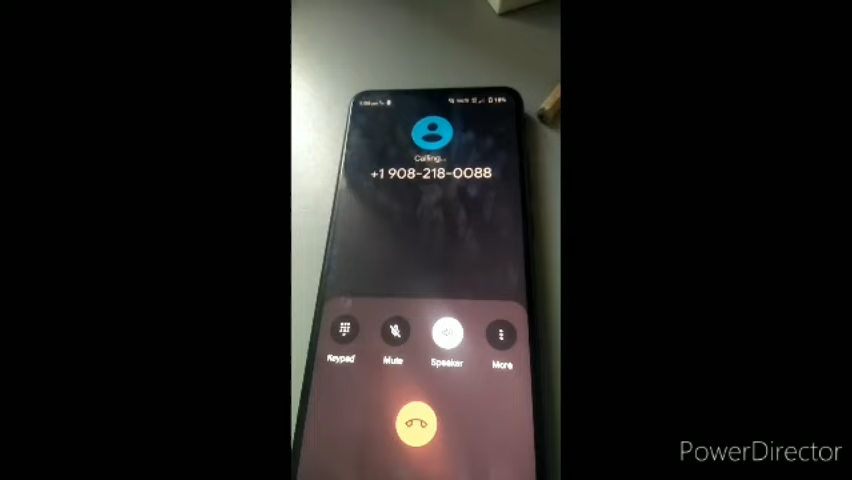 Calling...
+1 908-218-0088
Keypad
Mute
Speaker
More
PowerDirector